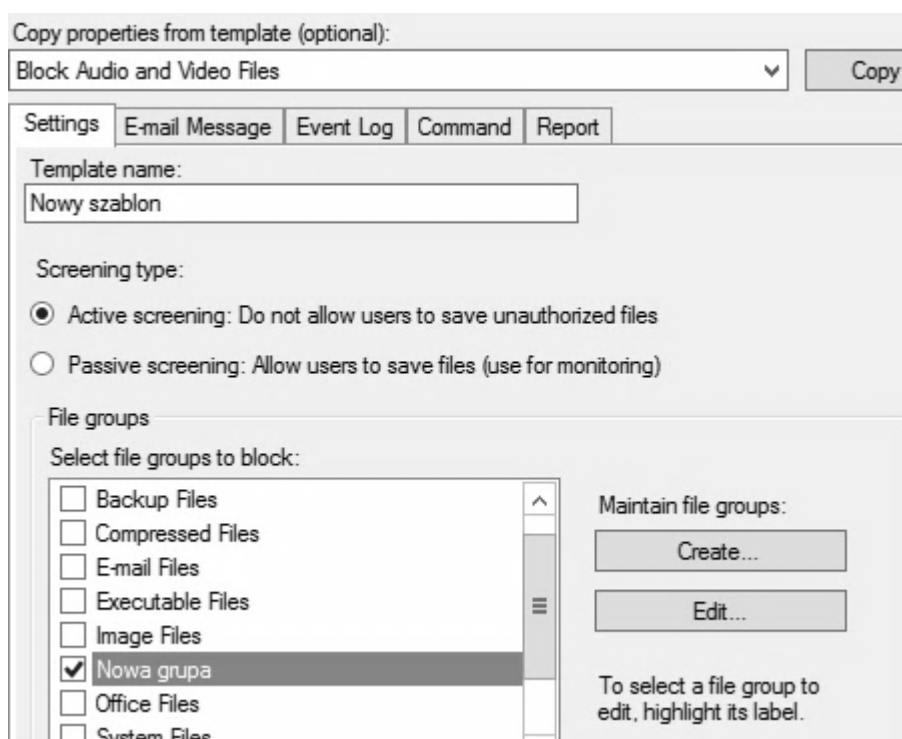 Copy properties from template (optional):
Block Audio and Video Files
Copy
Settings E-mail Message Event Log Command Report
Template name:
Nowy szablon
Screening type:
Active screening: Do not allow users to save unauthorized files
Passive screening: Allow users to save files (use for monitoring)
File groups
Select file groups to block:
Backup Files
Compressed Files
E-mail Files
Executable Files
Image Files
Nowa grupa
Office Files
System Files
Maintain file groups:
Create...
Edit...
To select a file group to
edit, highlight its label.